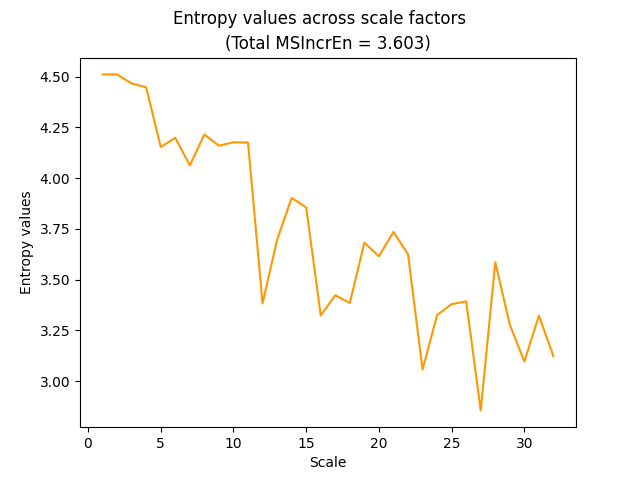 Entropy values across scale factors
(Total MSIncrEn = 3.603)
4.50
4.25
4.00
3.75
3.50
3.25
3.00
Entropy values
0 5 10 15 20 25 30
Scale